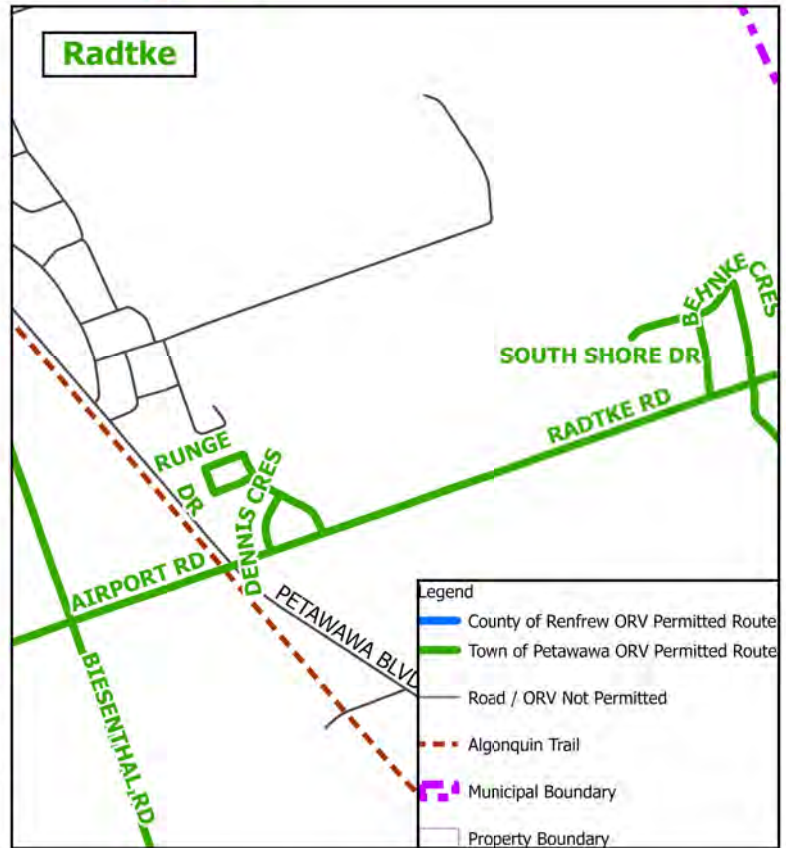 Radtke
BEHNKE CRES
SOUTH SHORE DR
RADTKE RD
RUNGE DR
DENNIS CRES
AIRPORT RD
PETAWAWA BLVD
BIESENTHAL RD
Legend
County of Renfrew ORV Permitted Route
Town of Petawawa ORV Permitted Route
Road / ORV Not Permitted
Algonquin Trail
Municipal Boundary
Property Boundary